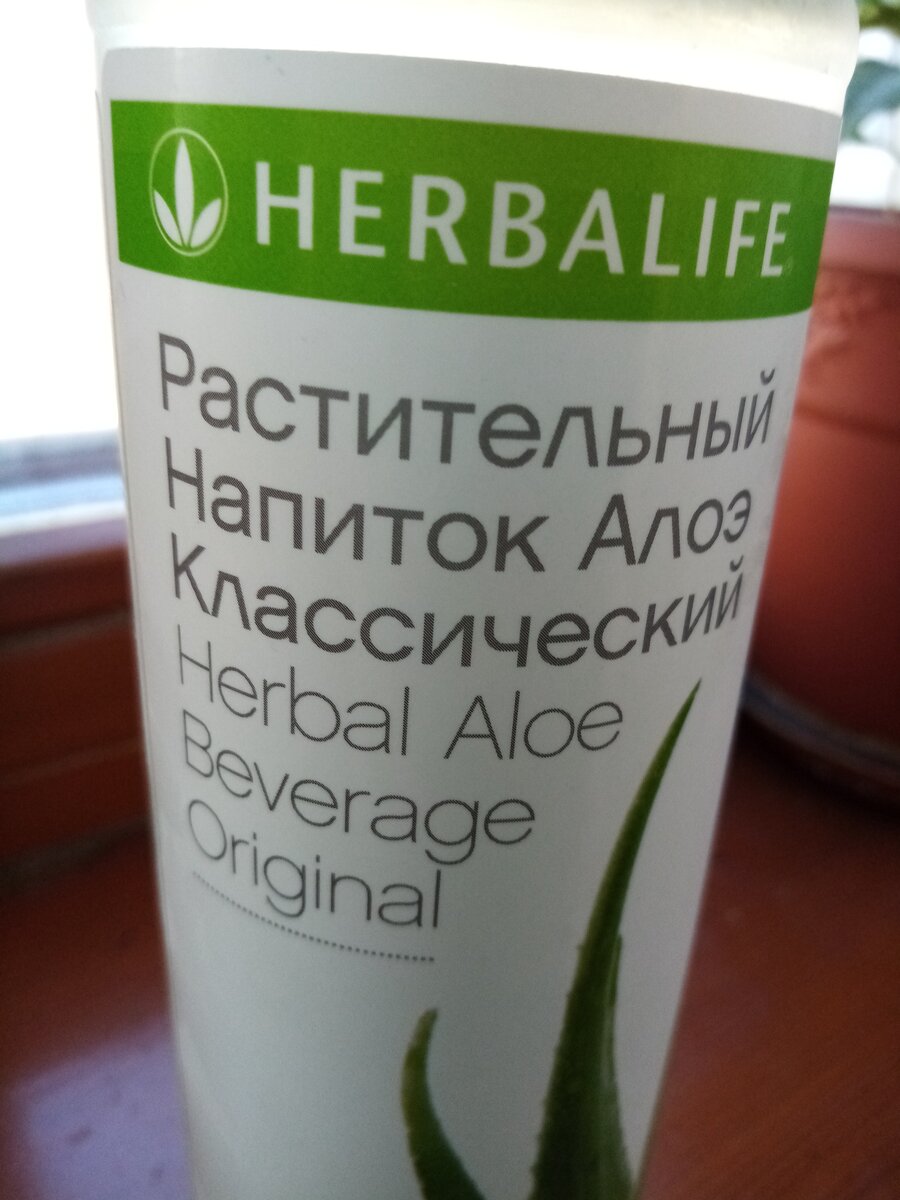 HERBALIFE
Растительный
Напиток Алоэ
Классический
Herbal Aloe
Beverage
Original